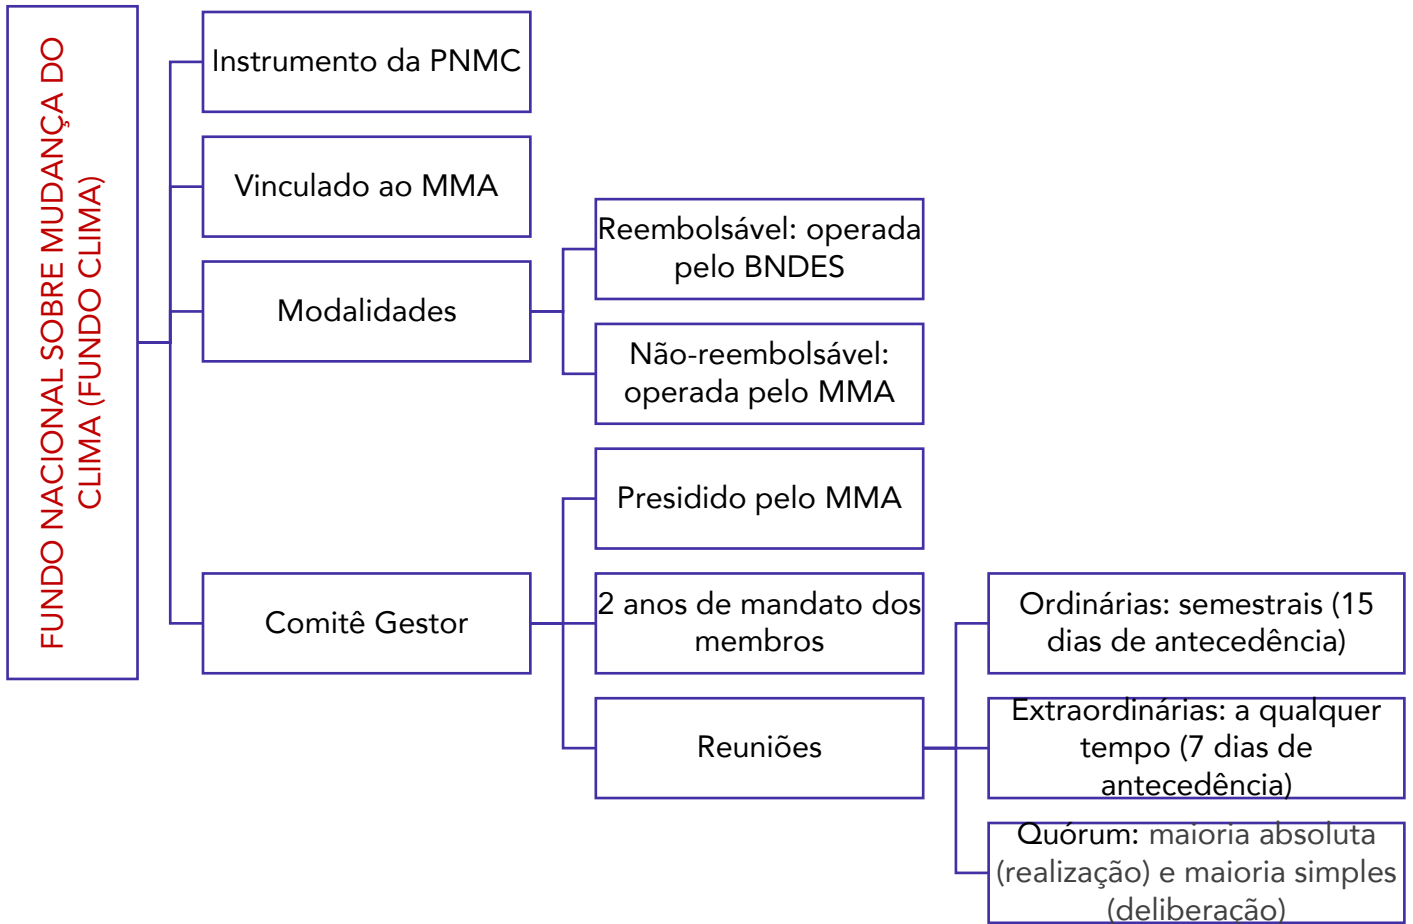 FUNDO NACIONAL SOBRE MUDANÇA DO
CLIMA (FUNDO CLIMA)
Instrumento da PNMC
Vinculado ao MMA
Modalidades
Reembolsável: operada
pelo BNDES
Não-reembolsável:
operada pelo MMA
Comitê Gestor
Presidido pelo MMA
2 anos de mandato dos
membros
Reuniões
Ordinárias: semestrais (15
dias de antecedência)
Extraordinárias: a qualquer
tempo (7 dias de
antecedência)
Quórum: maioria absoluta
(realização) e maioria simples
(deliberação)